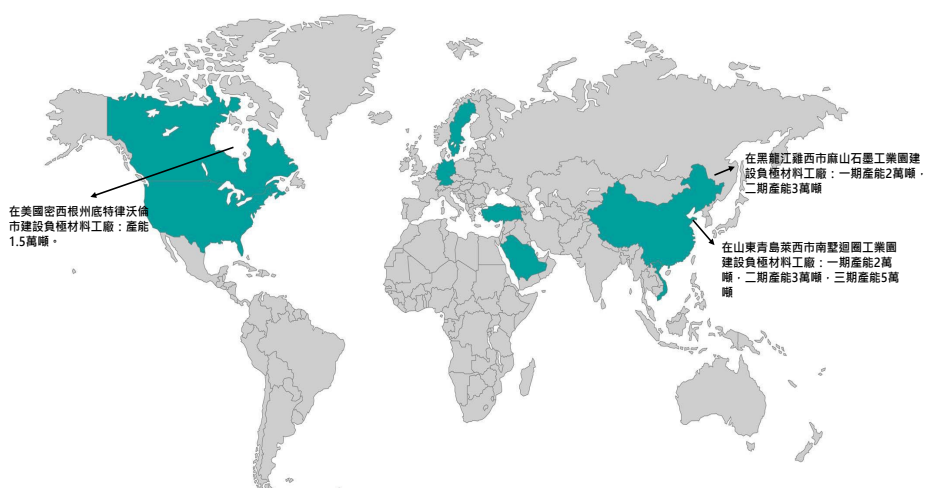 在美國密西根州底特律沃倫
市建設負極材料工廠：產能
1.5萬噸。
在黑龍江雞西市麻山石墨工業園建
設負極材料工廠：一期產能2萬噸，
二期產能3萬噸
在山東青島萊西市南墅迴圈工業園
建設負極材料工廠：一期產能2萬
噸，二期產能3萬噸，三期產能5萬
噸